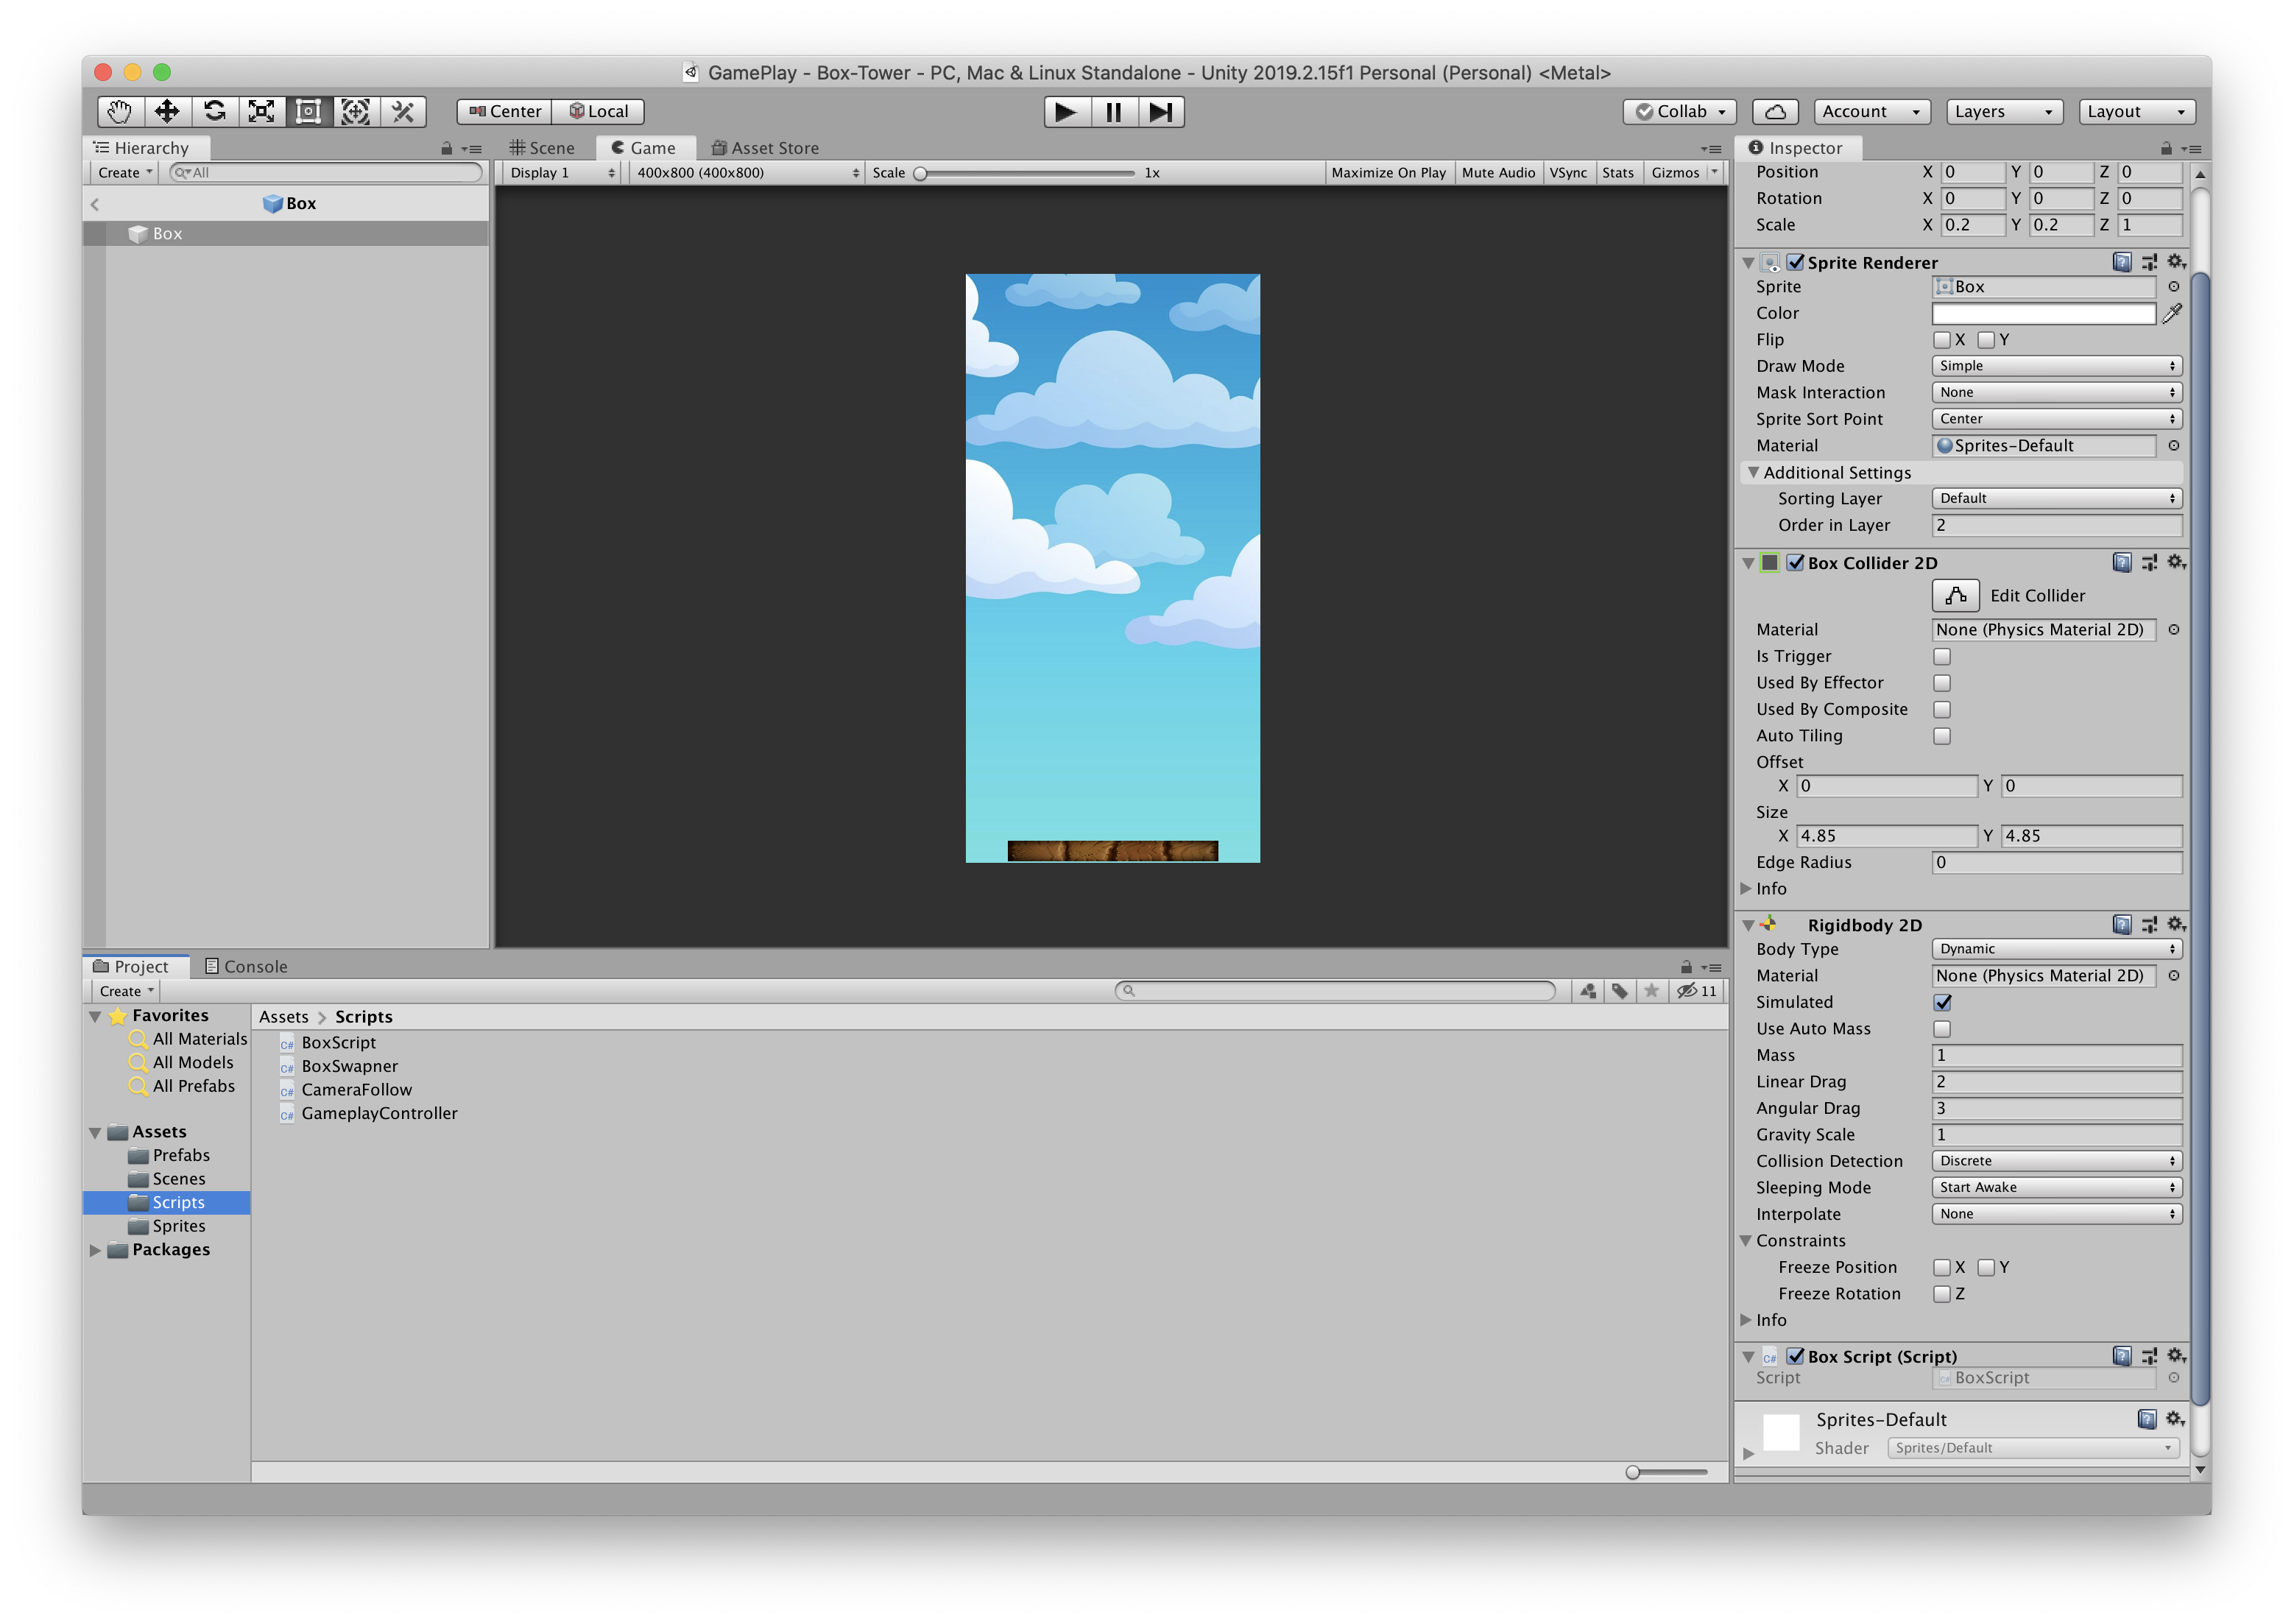 GamePlay - Box-Tower - PC, Mac & Linux Standalone - Unity 2019.2.15f1 Personal (Personal) <Metal>
Center Local Collab Account Layers Layout
Hierarchy
Create All
Box
Box
Scene Game Asset Store
Display 1 400x800 (400x800) Scale 1x Maximize On Play Mute Audio VSync Stats Gizmos
Project Console
Create 11
Favorites
All Materials
All Models
All Prefabs
Assets
Prefabs
Scenes
Scripts
Sprites
Packages
Assets > Scripts
C# BoxScript
C# BoxSwapner
C# CameraFollow
C# GameplayController
Inspector
Position X 0 Y 0 Z 0
Rotation X 0 Y 0 Z 0
Scale X 0.2 Y 0.2 Z 1
Sprite Renderer
Sprite Box
Color
Flip X Y
Draw Mode Simple
Mask Interaction None
Sprite Sort Point Center
Material Sprites-Default
Additional Settings
Sorting Layer Default
Order in Layer 2
Box Collider 2D
Edit Collider
Material None (Physics Material 2D)
Is Trigger
Used By Effector
Used By Composite
Auto Tiling
Offset
X 0 Y 0
Size
X 4.85 Y 4.85
Edge Radius 0
Info
Rigidbody 2D
Body Type Dynamic
Material None (Physics Material 2D)
Simulated
Use Auto Mass
Mass 1
Linear Drag 2
Angular Drag 3
Gravity Scale 1
Collision Detection Discrete
Sleeping Mode Start Awake
Interpolate None
Constraints
Freeze Position X Y
Freeze Rotation Z
Info
C# Box Script (Script)
Script BoxScript
Sprites-Default
Shader Sprites/Default